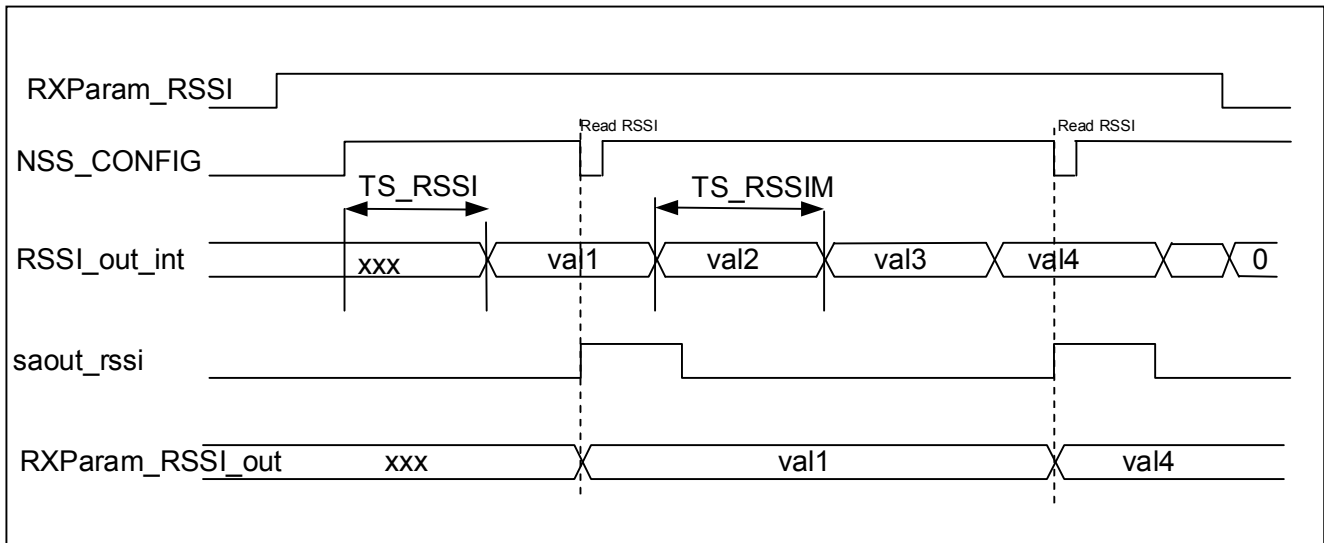 RXParam_RSSI
Read RSSI Read RSSI
NSS_CONFIG
TS_RSSI TS_RSSIM
RSSI_out_int xxx val1 val2 val3 val4 0
saout_rssi
RXParam_RSSI_out xxx val1 val4